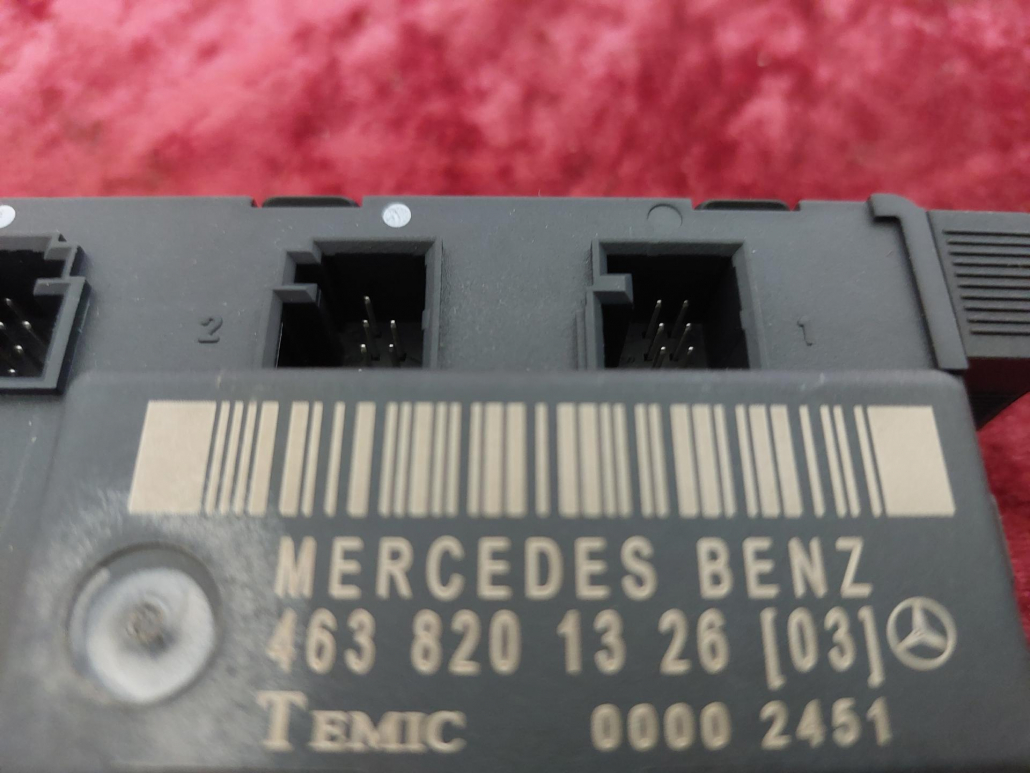 2 1
MERCEDES BENZ
463 820 13 26 [03]
TEMIC 0000 2451